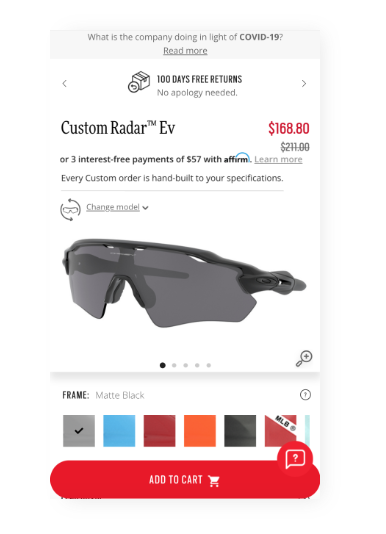 What is the company doing in light of COVID-19?
Read more
100 DAYS FREE RETURNS
No apology needed.
Custom Radar™ Ev
$168.80
$211.00
or 3 interest-free payments of $57 with affirm. Learn more
Every Custom order is hand-built to your specifications.
Change model
FRAME: Matte Black
?
MLB ®
?
ADD TO CART